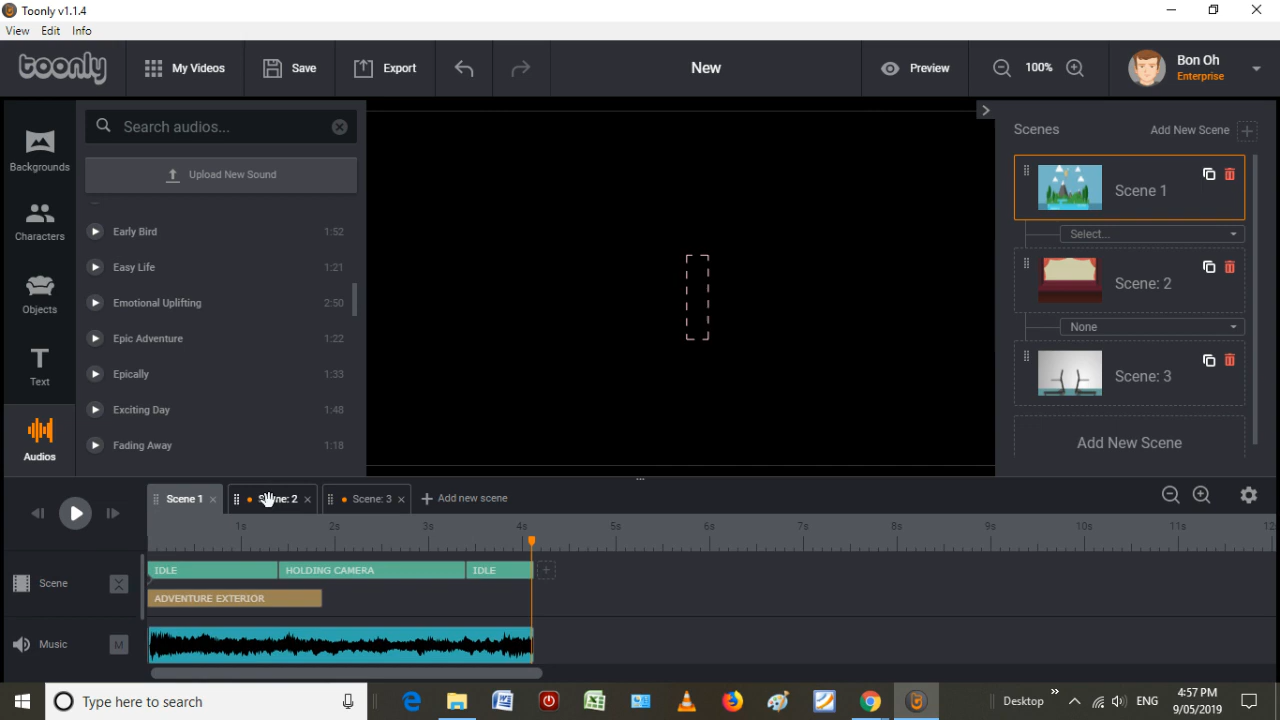 Toonly v1.1.4
View Edit Info
toonly My Videos Save Export New Preview 100% Bon Oh
Enterprise
Backgrounds
Characters
Objects
Text
Audios
Search audios...
Upload New Sound
Early Bird 1:52
Easy Life 1:21
Emotional Uplifting 2:50
Epic Adventure 1:22
Epically 1:33
Exciting Day 1:48
Fading Away 1:18
Scenes Add New Scene
Scene 1
Select...
Scene: 2
None
Scene: 3
Add New Scene
Scene 1 Scene: 3 Add new scene
1s 2s 3s 4s 5s 6s 7s 8s 9s 10s 11s 12
Scene IDLE HOLDING CAMERA IDLE
ADVENTURE EXTERIOR
Music M
Type here to search Desktop ENG 4:57 PM
9/05/2019